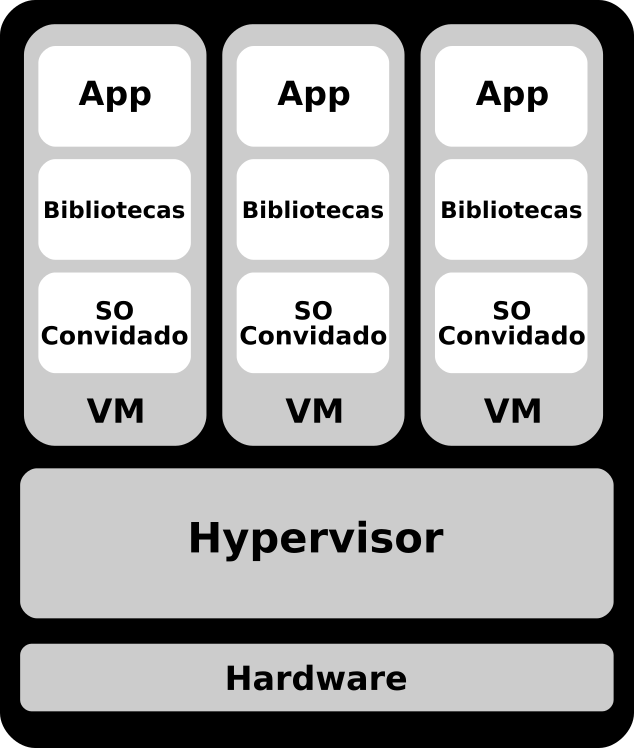 App
App
App
Bibliotecas
Bibliotecas
Bibliotecas
SO
Convidado
SO
Convidado
SO
Convidado
VM
VM
VM
Hypervisor
Hardware